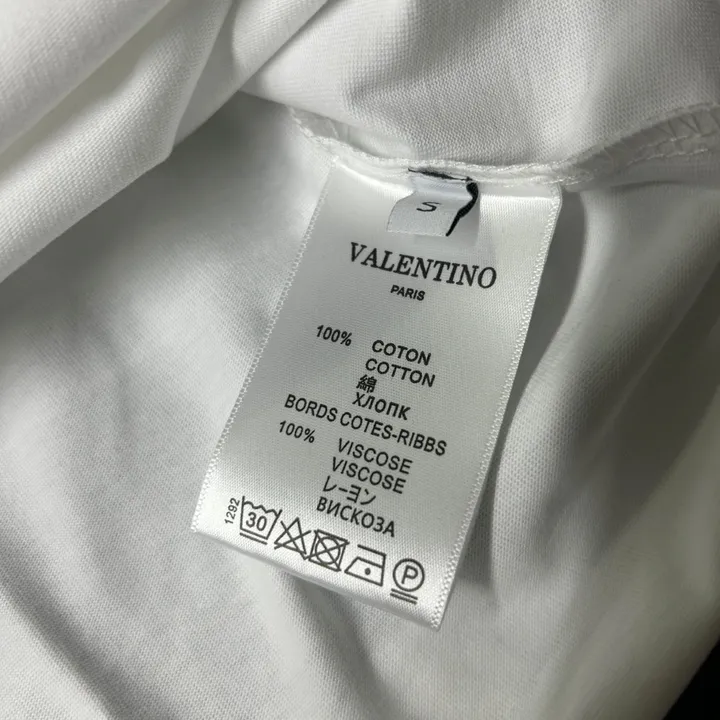 S
VALENTINO
PARIS
100% COTON
COTTON
綿
ХЛОПК
BORDS COTES-RIBBS
100% VISCOSE
VISCOSE
レーヨン
ВИСКОЗА
1292
30
P